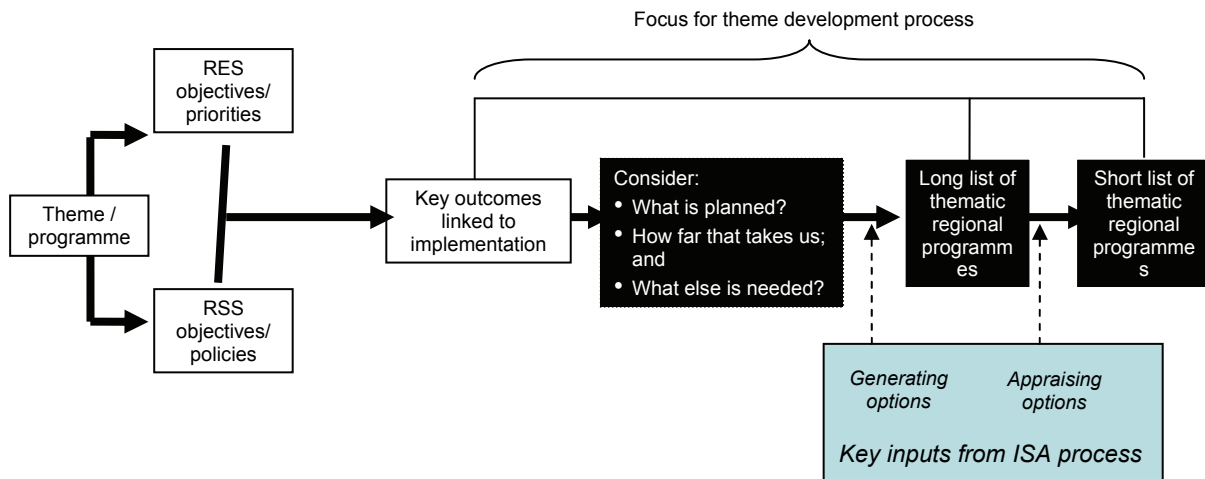 Focus for theme development process
RES
objectives/
priorities
Theme /
programme
RSS
objectives/
policies
Key outcomes
linked to
implementation
Consider:
• What is planned?
• How far that takes us;
and
• What else is needed?
Long list of
thematic
regional
programm
es
Short list of
thematic
regional
programme
s
Generating
options
Appraising
options
Key inputs from ISA process